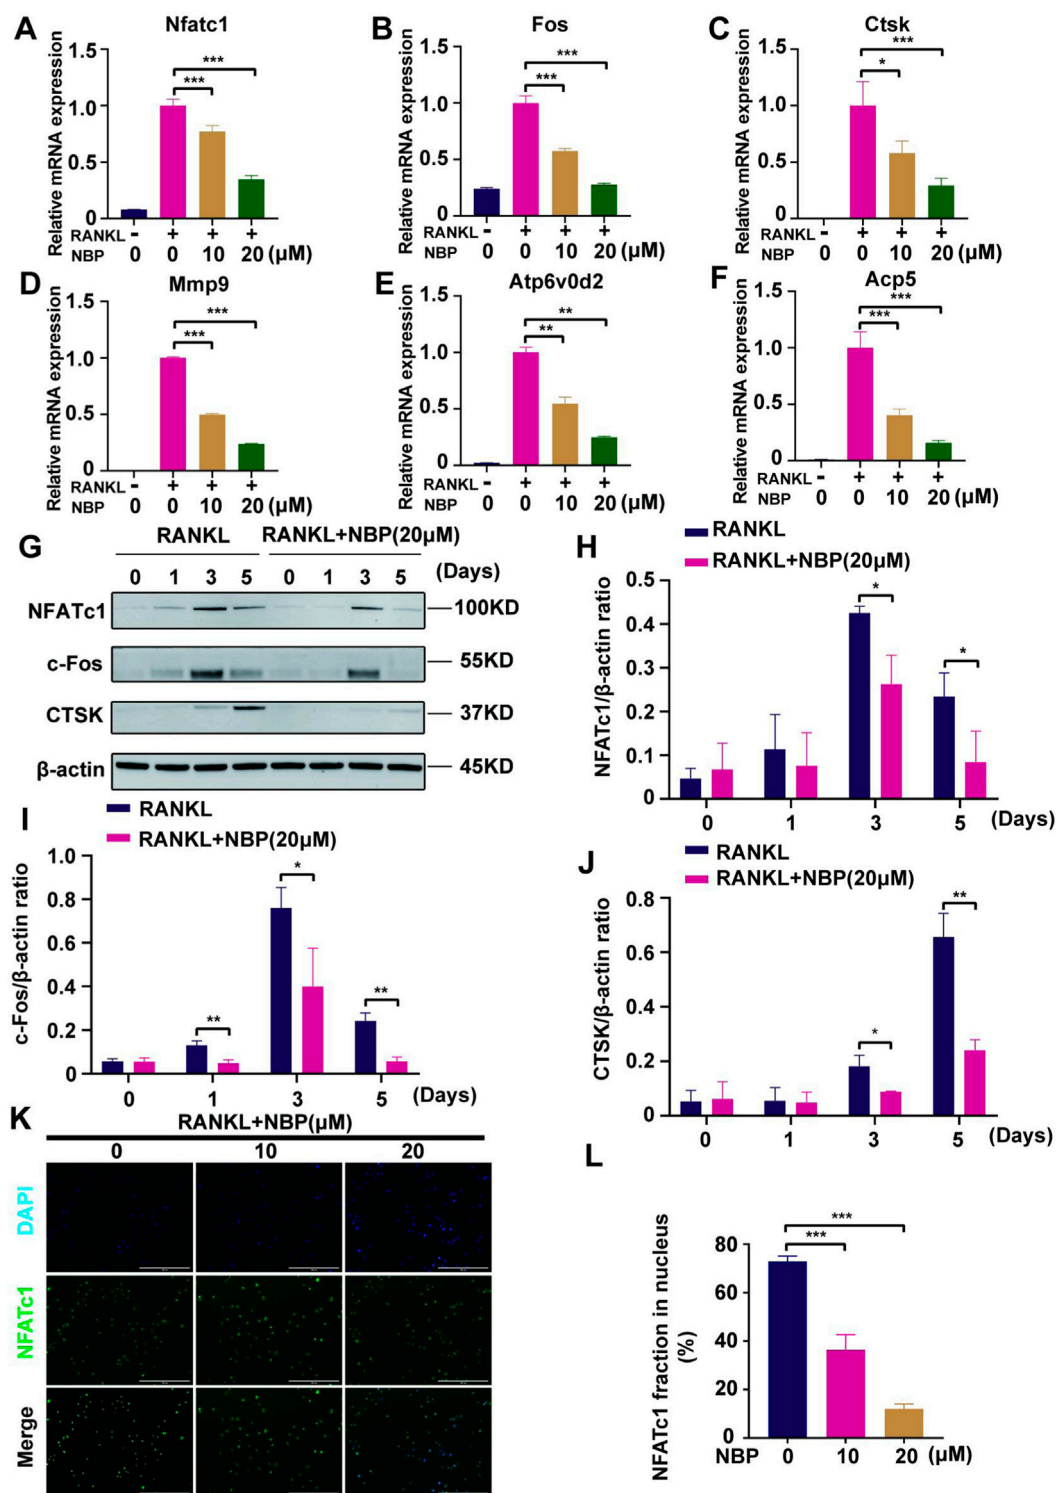 A
Nfatc1
Relative mRNA expression
1.5
1.0
0.5
0
***
***
RANKL - + + +
NBP 0 0 10 20 (μM)
B
Fos
Relative mRNA expression
1.5
1.0
0.5
0
***
***
RANKL - + + +
NBP 0 0 10 20 (μM)
C
Ctsk
Relative mRNA expression
1.5
1.0
0.5
0
***
*
RANKL - + + +
NBP 0 0 10 20 (μM)
D
Mmp9
Relative mRNA expression
1.5
1.0
0.5
0
***
***
RANKL - + + +
NBP 0 0 10 20 (μM)
E
Atp6v0d2
Relative mRNA expression
1.5
1.0
0.5
0
**
**
RANKL - + + +
NBP 0 0 10 20 (μM)
F
Acp5
Relative mRNA expression
1.5
1.0
0.5
0
***
***
RANKL - + + +
NBP 0 0 10 20 (μM)
G
RANKL RANKL+NBP(20μM)
0 1 3 5 0 1 3 5 (Days)
NFATc1 100KD
c-Fos 55KD
CTSK 37KD
β-actin 45KD
H
RANKL
RANKL+NBP(20μM)
NFATc1/β-actin ratio
0.5
0.4
0.3
0.2
0.1
0
*
*
0 1 3 5 (Days)
I
RANKL
RANKL+NBP(20μM)
c-Fos/β-actin ratio
1.0
0.8
0.6
0.4
0.2
0
**
*
**
0 1 3 5 (Days)
J
RANKL
RANKL+NBP(20μM)
CTSK/β-actin ratio
0.8
0.6
0.4
0.2
0
*
**
0 1 3 5 (Days)
K
RANKL+NBP(μM)
0 10 20
DAPI
NFATc1
Merge
L
NFATc1 fraction in nucleus
(%)
80
60
40
20
0
***
***
NBP 0 10 20 (μM)